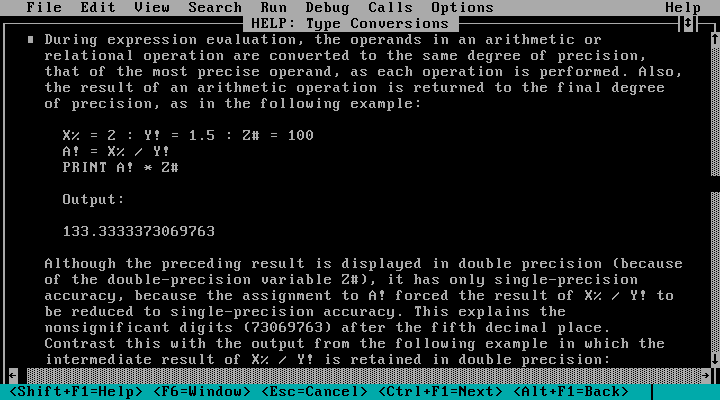 File Edit View Search Run Debug Calls Options Help
HELP: Type Conversions
During expression evaluation, the operands in an arithmetic or
relational operation are converted to the same degree of precision,
that of the most precise operand, as each operation is performed. Also,
the result of an arithmetic operation is returned to the final degree
of precision, as in the following example:
X% = 2 : Y! = 1.5 : Z# = 100
A! = X% / Y!
PRINT A! * Z#
Output:
133.3333373069763
Although the preceding result is displayed in double precision (because
of the double-precision variable Z#), it has only single-precision
accuracy, because the assignment to A! forced the result of X% / Y! to
be reduced to single-precision accuracy. This explains the
nonsignificant digits (73069763) after the fifth decimal place.
Contrast this with the output from the following example in which the
intermediate result of X% / Y! is retained in double precision:
<Shift+F1=Help> <F6=Window> <Esc=Cancel> <Ctrl+F1=Next> <Alt+F1=Back>